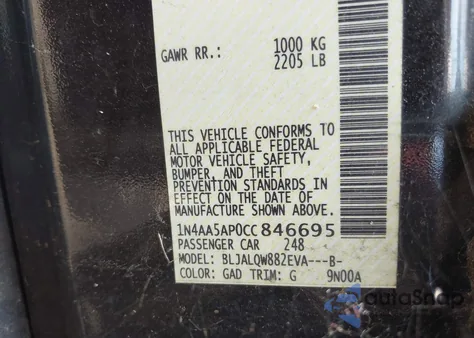 GAWR RR.: 1000 KG
2205 LB
THIS VEHICLE CONFORMS TO
ALL APPLICABLE FEDERAL
MOTOR VEHICLE SAFETY,
BUMPER, AND THEFT
PREVENTION STANDARDS IN
EFFECT ON THE DATE OF
MANUFACTURE SHOWN ABOVE.
1N4AA5AP0CC846695
PASSENGER CAR 248
MODEL: BLJALQW882EVA---B-
COLOR: GAD TRIM: G 9N00A
AutoSnap